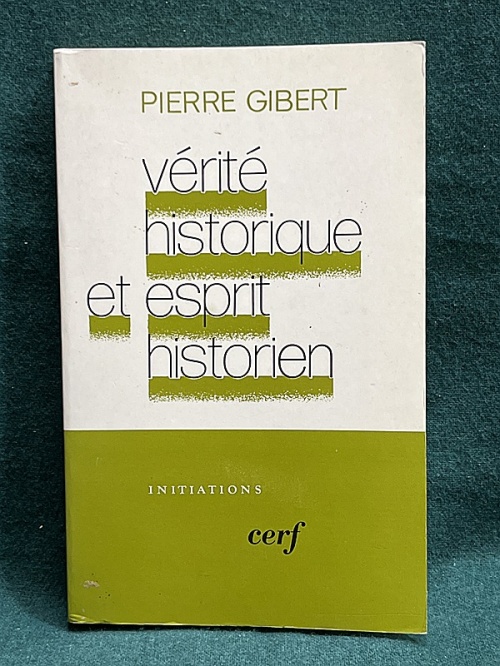 PIERRE GIBERT
vérité
historique
et esprit
historien
INITIATIONS
cerf